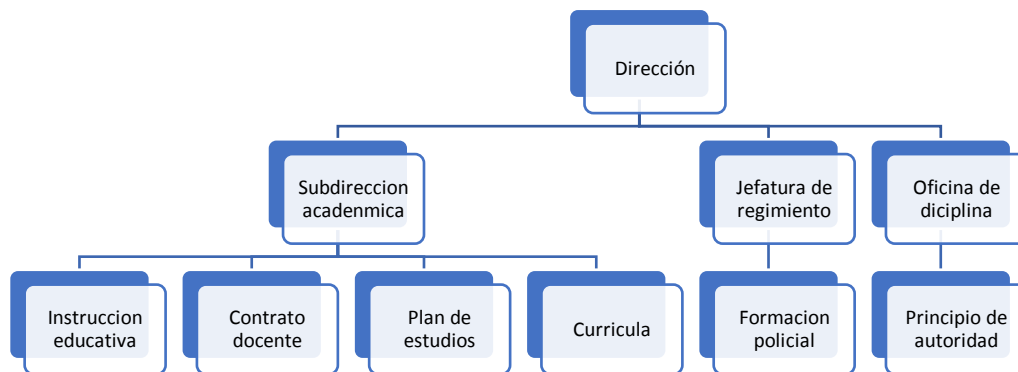 Dirección
Subdireccion
acadenmica
Jefatura de
regimiento
Oficina de
diciplina
Instruccion
educativa
Contrato
docente
Plan de
estudios
Curricula
Formacion
policial
Principio de
autoridad